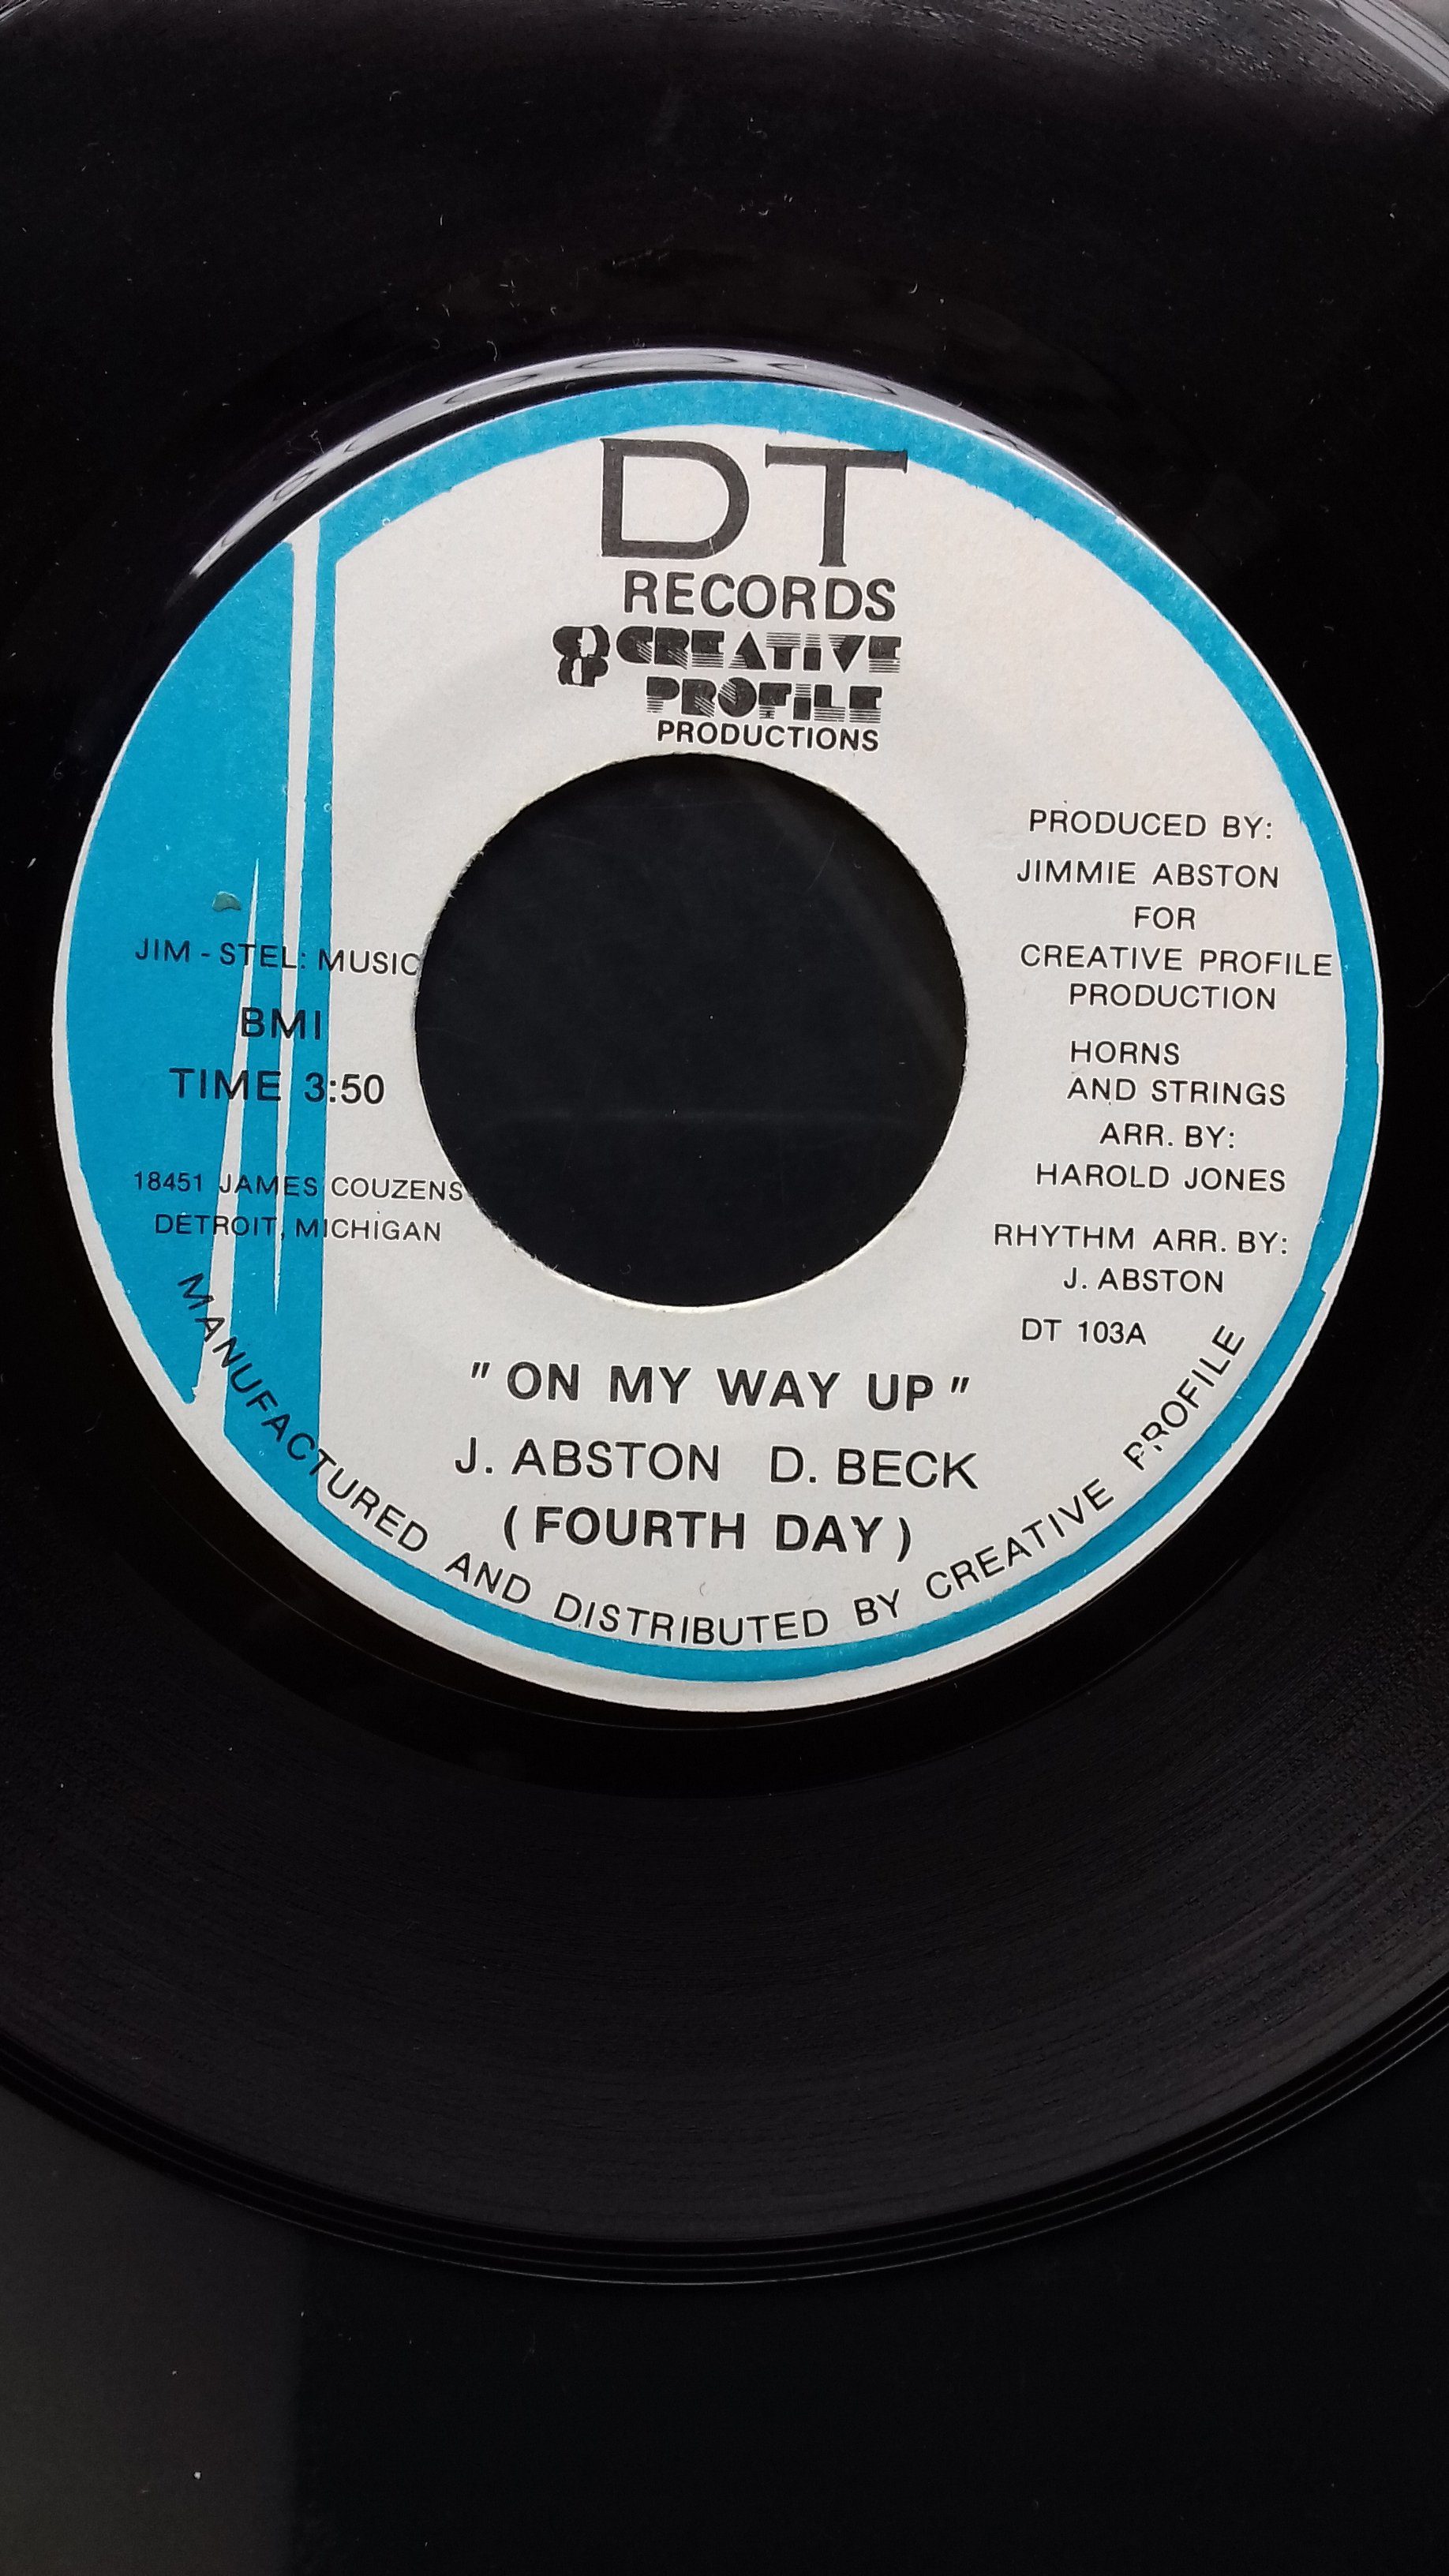 DT
RECORDS
CREATIVE
PROFILE
PRODUCTIONS
JIM - STEL: MUSIC
BMI
TIME 3:50
18451 JAMES COUZENS
DETROIT, MICHIGAN
PRODUCED BY:
JIMMIE ABSTON
FOR
CREATIVE PROFILE
PRODUCTION
HORNS
AND STRINGS
ARR. BY:
HAROLD JONES
RHYTHM ARR. BY:
J. ABSTON
DT 103A
" ON MY WAY UP "
J. ABSTON D. BECK
( FOURTH DAY )
MANUFACTURED AND DISTRIBUTED BY CREATIVE PROFILE